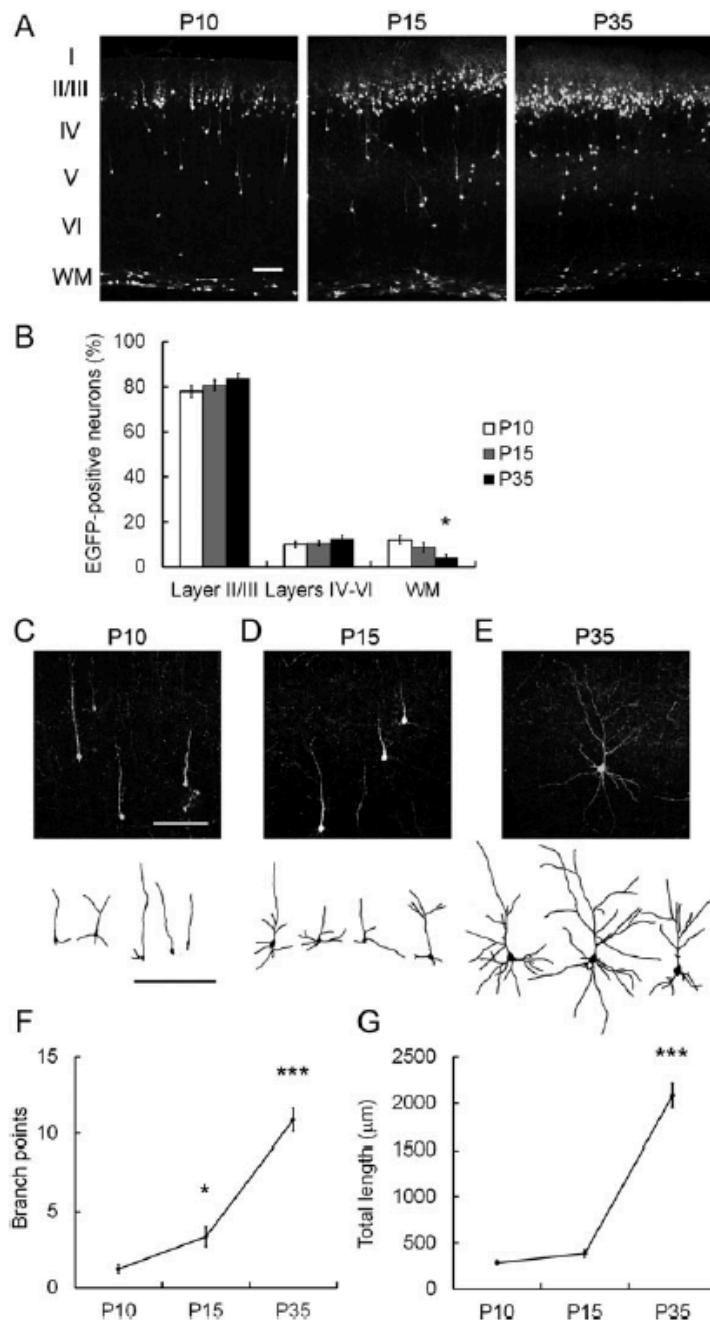 A
P10 P15 P35
I
II/III
IV
V
VI
WM
B
EGFP-positive neurons (%)
100
80
60
40
20
0
P10
P15
P35
*
Layer II/III Layers IV-VI WM
C P10 D P15 E P35
F
Branch points
15
10
5
0
*
***
P10 P15 P35
G
Total length (μm)
2500
2000
1500
1000
500
0
***
P10 P15 P35